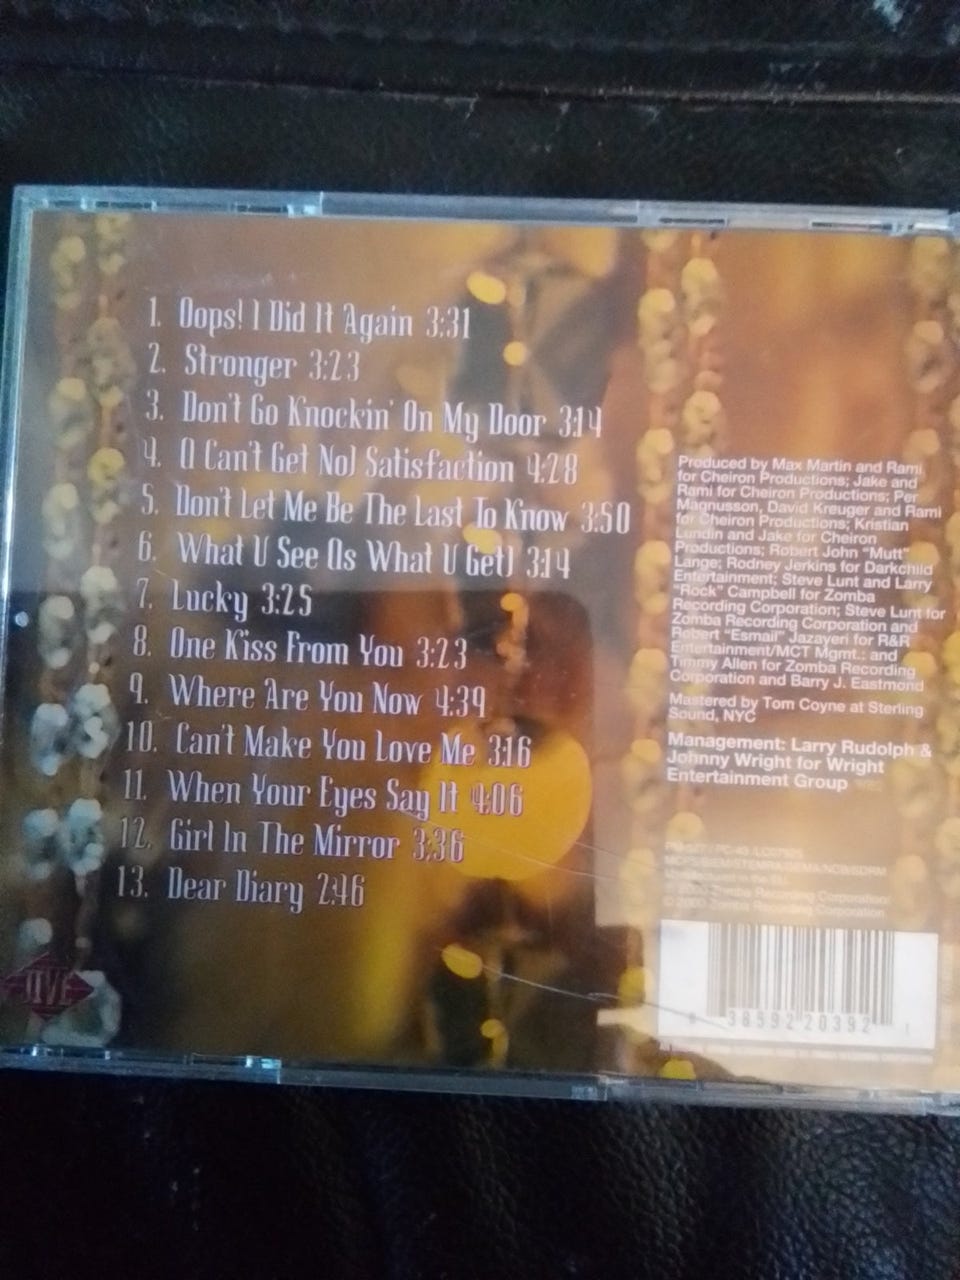 1. Oops! I Did It Again 3:31
2. Stronger 3:23
3. Don't Go Knockin' On My Door 3:14
4. (I Can't Get No) Satisfaction 4:28
5. Don't Let Me Be The Last To Know 3:50
6. What U See (Is What U Get) 3:14
7. Lucky 3:25
8. One Kiss From You 3:23
9. Where Are You Now 4:39
10. Can't Make You Love Me 3:16
11. When Your Eyes Say It 4:06
12. Girl In The Mirror 3:36
13. Dear Diary 2:46
JIVE
Produced by Max Martin and Rami
for Cheiron Productions; Jake and
Rami for Cheiron Productions; Per
Magnusson, David Kreuger and Rami
for Cheiron Productions; Kristian
Lundin and Jake for Cheiron
Productions; Robert John "Mutt"
Lange; Rodney Jerkins for Darkchild
Entertainment; Steve Lunt and Larry
"Rock" Campbell for Zomba
Recording Corporation; Steve Lunt for
Zomba Recording Corporation and
Robert "Esmail" Jazayeri for R&R
Entertainment/MCT Mgmt.; and
Timmy Allen for Zomba Recording
Corporation and Barry J. Eastmond
Mastered by Tom Coyne at Sterling
Sound, NYC
Management: Larry Rudolph &
Johnny Wright for Wright
Entertainment Group
℗ 2000 Zomba Recording Corporation
© 2000 Zomba Recording Corporation
38592 20392